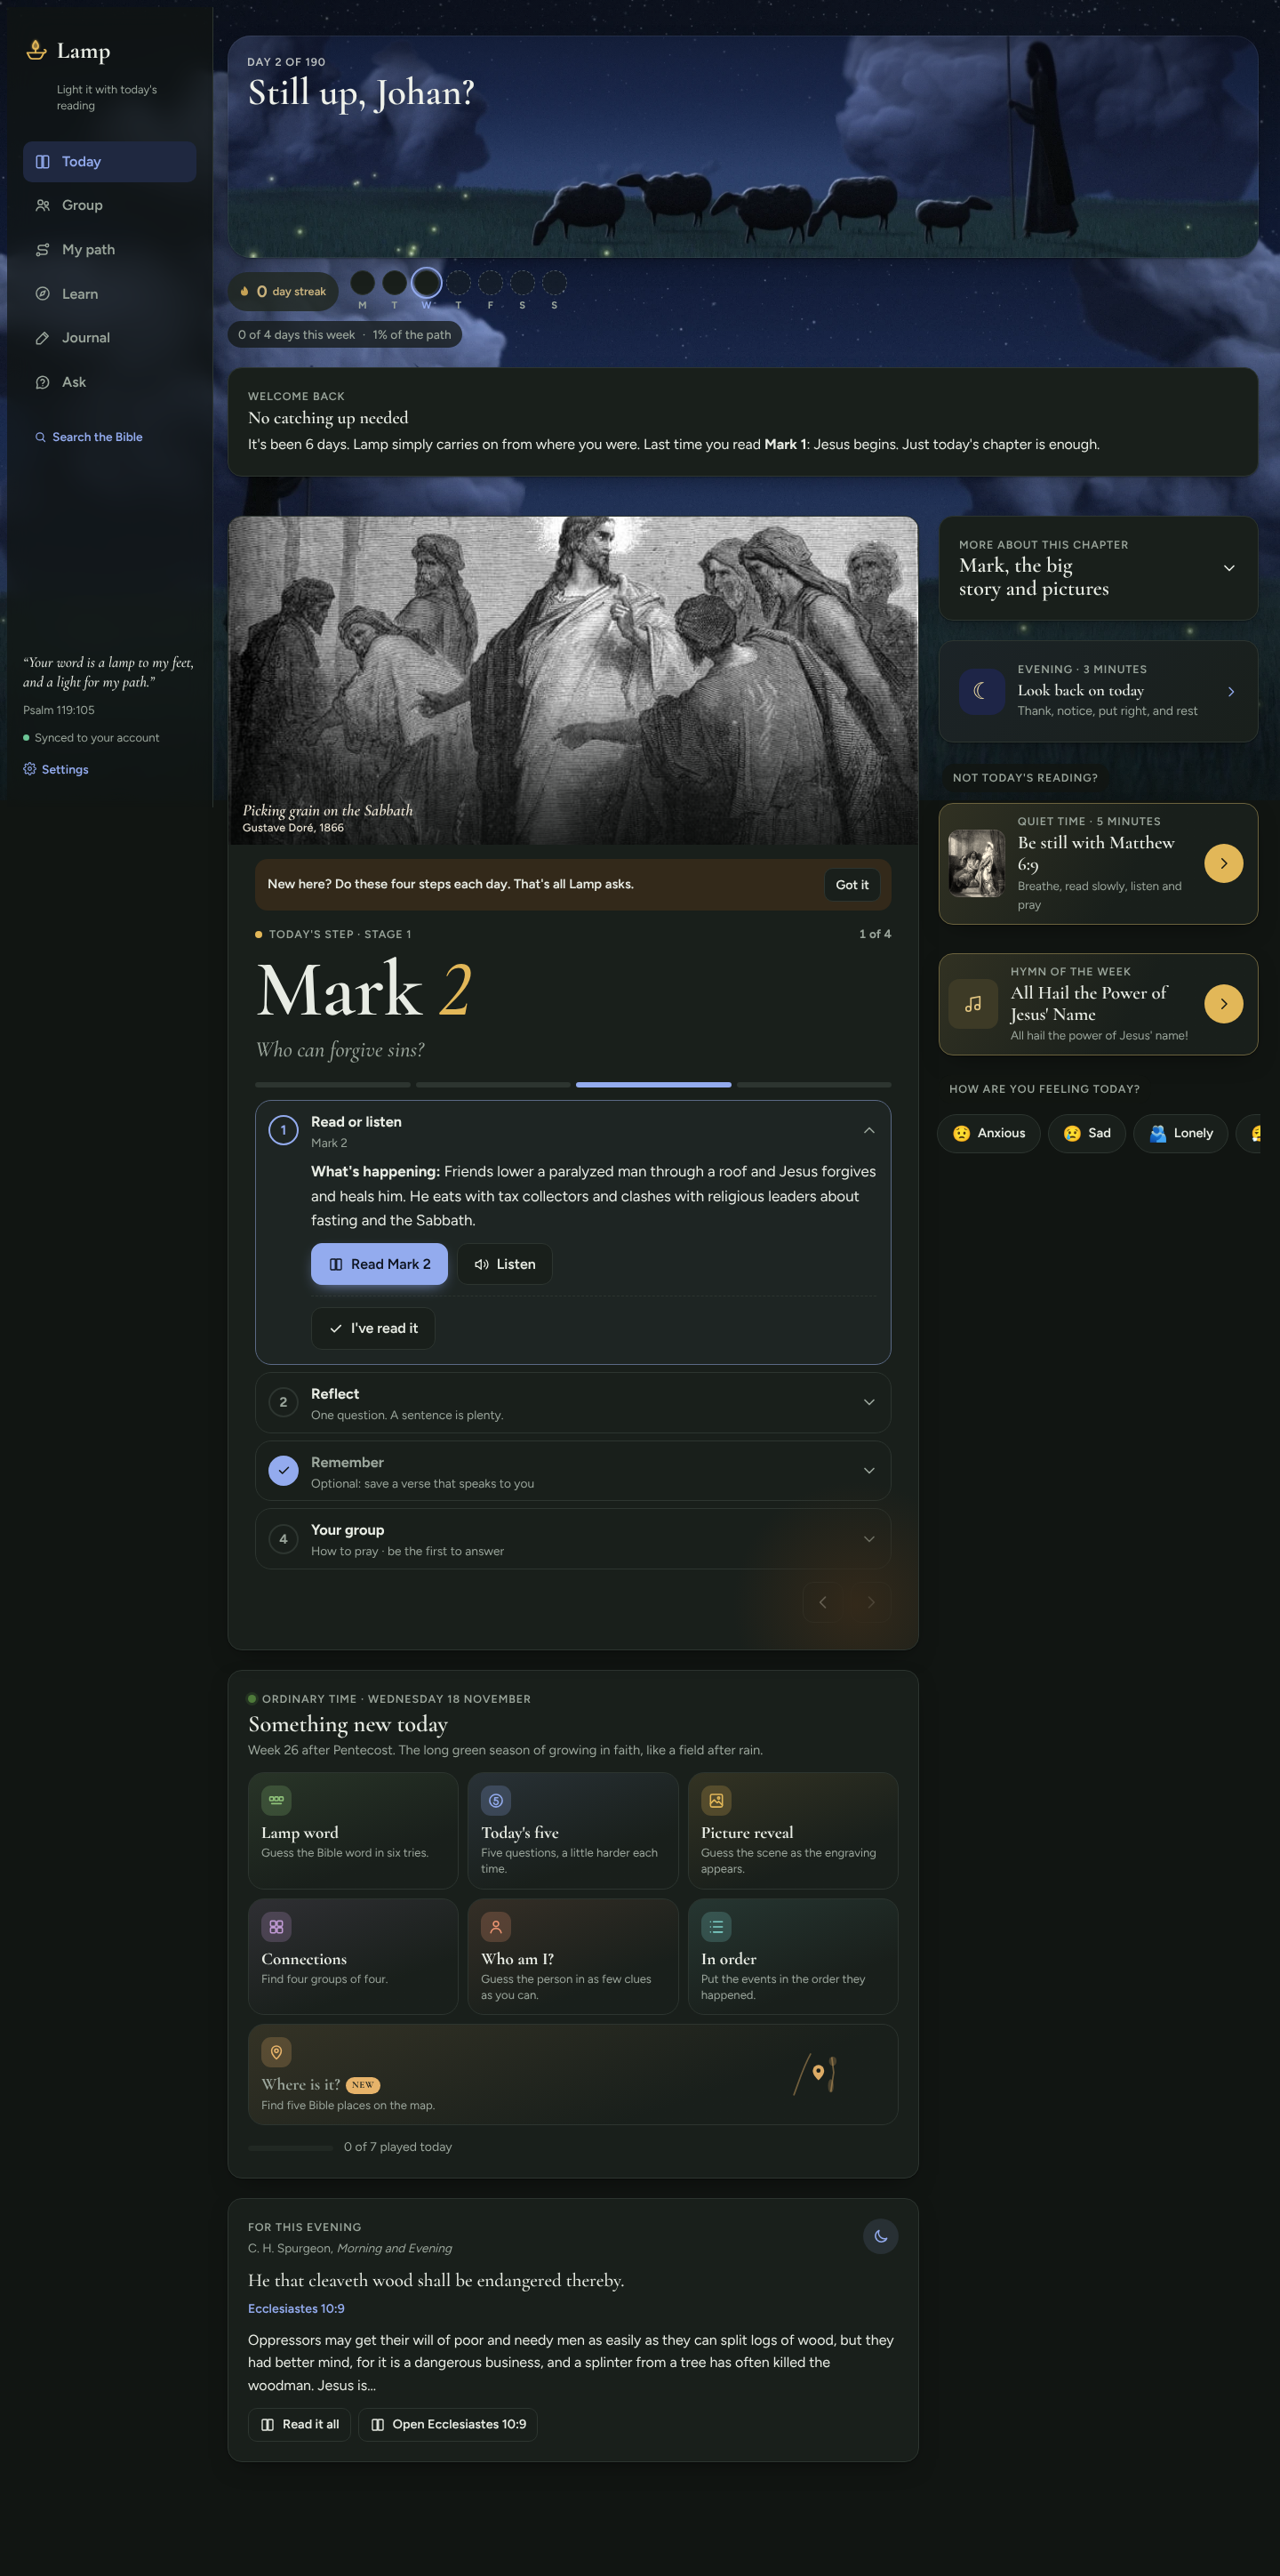 Lamp
Light it with today's
reading
Today
Group
My path
Learn
Journal
Ask
Search the Bible
“Your word is a lamp to my feet,
and a light for my path.”
Psalm 119:105
Synced to your account
Settings
DAY 2 OF 190
Still up, Johan?
0 day streak
M T W T F S S
0 of 4 days this week · 1% of the path
WELCOME BACK
No catching up needed
It's been 6 days. Lamp simply carries on from where you were. Last time you read Mark 1: Jesus begins. Just today's chapter is enough.
Picking grain on the Sabbath
Gustave Doré, 1866
New here? Do these four steps each day. That's all Lamp asks.
Got it
TODAY'S STEP · STAGE 1
1 of 4
Mark 2
Who can forgive sins?
1
Read or listen
Mark 2
What's happening: Friends lower a paralyzed man through a roof and Jesus forgives
and heals him. He eats with tax collectors and clashes with religious leaders about
fasting and the Sabbath.
Read Mark 2
Listen
I've read it
2
Reflect
One question. A sentence is plenty.
Remember
Optional: save a verse that speaks to you
4
Your group
How to pray · be the first to answer
MORE ABOUT THIS CHAPTER
Mark, the big
story and pictures
EVENING · 3 MINUTES
Look back on today
Thank, notice, put right, and rest
NOT TODAY'S READING?
QUIET TIME · 5 MINUTES
Be still with Matthew
6:9
Breathe, read slowly, listen and
pray
HYMN OF THE WEEK
All Hail the Power of
Jesus' Name
All hail the power of Jesus' name!
HOW ARE YOU FEELING TODAY?
Anxious
Sad
Lonely
ORDINARY TIME · WEDNESDAY 18 NOVEMBER
Something new today
Week 26 after Pentecost. The long green season of growing in faith, like a field after rain.
Lamp word
Guess the Bible word in six tries.
5
Today's five
Five questions, a little harder each
time.
Picture reveal
Guess the scene as the engraving
appears.
Connections
Find four groups of four.
Who am I?
Guess the person in as few clues
as you can.
In order
Put the events in the order they
happened.
Where is it? NEW
Find five Bible places on the map.
0 of 7 played today
FOR THIS EVENING
C. H. Spurgeon, Morning and Evening
He that cleaveth wood shall be endangered thereby.
Ecclesiastes 10:9
Oppressors may get their will of poor and needy men as easily as they can split logs of wood, but they
had better mind, for it is a dangerous business, and a splinter from a tree has often killed the
woodman. Jesus is...
Read it all
Open Ecclesiastes 10:9